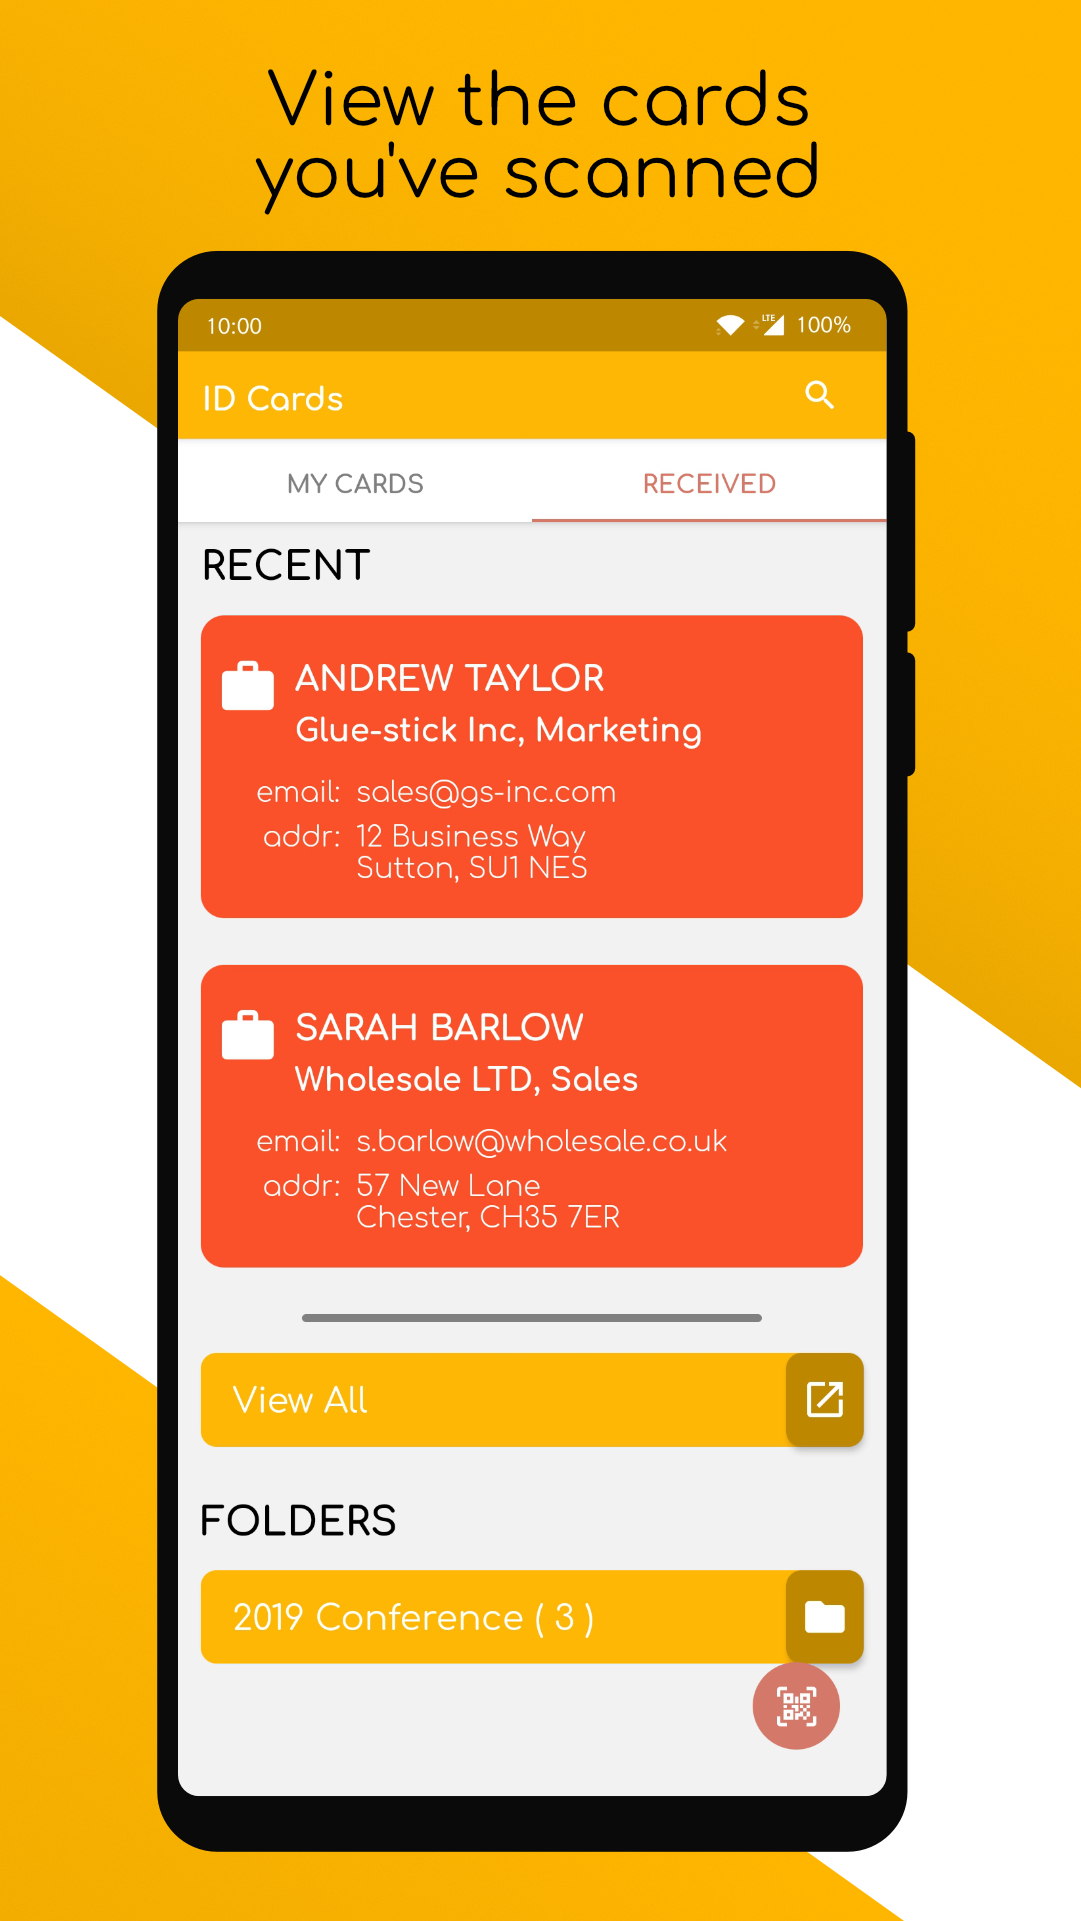 View the cards
you've scanned
10:00 LTE 100%
ID Cards
MY CARDS RECEIVED
RECENT
ANDREW TAYLOR
Glue-stick Inc, Marketing
email: sales@gs-inc.com
addr: 12 Business Way
Sutton, SU1 NES
SARAH BARLOW
Wholesale LTD, Sales
email: s.barlow@wholesale.co.uk
addr: 57 New Lane
Chester, CH35 7ER
View All
FOLDERS
2019 Conference ( 3 )